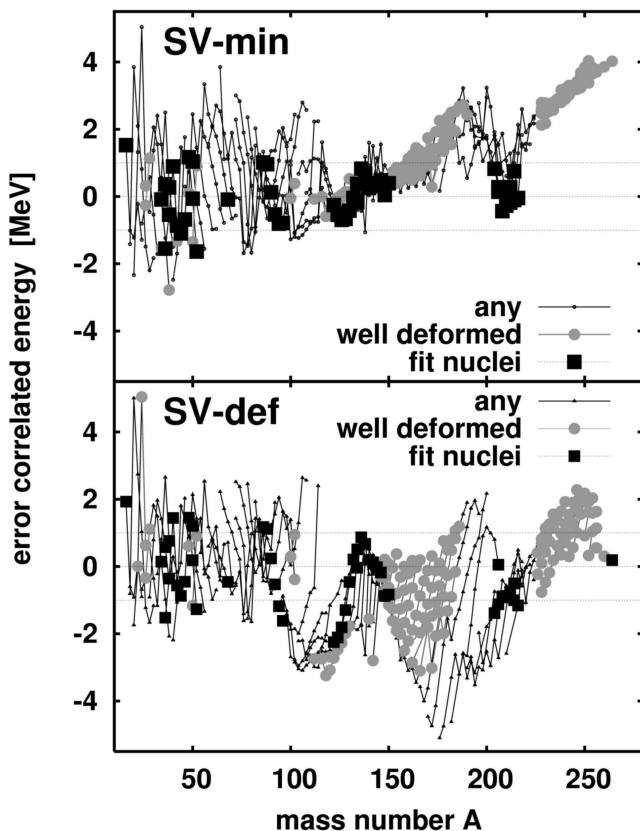 SV-min
4
2
0
-2
-4
any
well deformed
fit nuclei
error correlated energy [MeV]
SV-def
any
well deformed
fit nuclei
4
2
0
-2
-4
50 100 150 200 250
mass number A